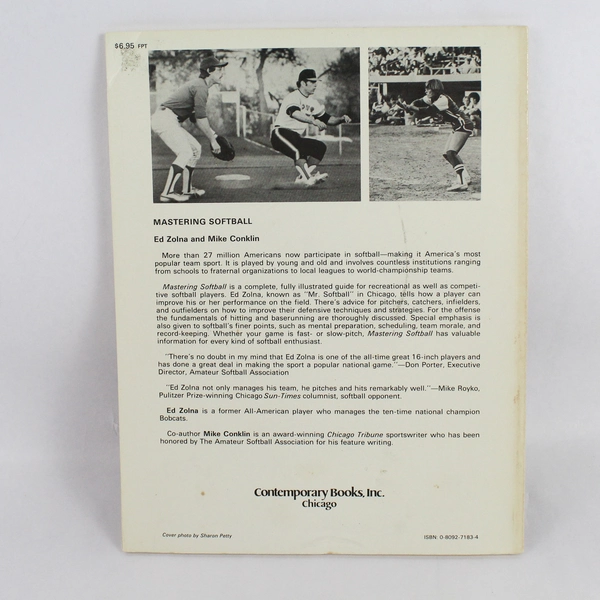 $6.95 FPT
MASTERING SOFTBALL
Ed Zolna and Mike Conklin
More than 27 million Americans now participate in softball—making it America's most
popular team sport. It is played by young and old and involves countless institutions ranging
from schools to fraternal organizations to local leagues to world-championship teams.
Mastering Softball is a complete, fully illustrated guide for recreational as well as competi-
tive softball players. Ed Zolna, known as "Mr. Softball" in Chicago, tells how a player can
improve his or her performance on the field. There's advice for pitchers, catchers, infielders,
and outfielders on how to improve their defensive techniques and strategies. For the offense
the fundamentals of hitting and baserunning are thoroughly discussed. Special emphasis is
also given to softball's finer points, such as mental preparation, scheduling, team morale, and
record-keeping. Whether your game is fast- or slow-pitch, Mastering Softball has valuable
information for every kind of softball enthusiast.
"There's no doubt in my mind that Ed Zolna is one of the all-time great 16-inch players and
has done a great deal in making the sport a popular national game."—Don Porter, Executive
Director, Amateur Softball Association
"Ed Zolna not only manages his team, he pitches and hits remarkably well."—Mike Royko,
Pulitzer Prize-winning Chicago Sun-Times columnist, softball opponent.
Ed Zolna is a former All-American player who manages the ten-time national champion
Bobcats.
Co-author Mike Conklin is an award-winning Chicago Tribune sportswriter who has been
honored by The Amateur Softball Association for his feature writing.
Contemporary Books, Inc.
Chicago
Cover photo by Sharon Petty
ISBN: 0-8092-7183-4